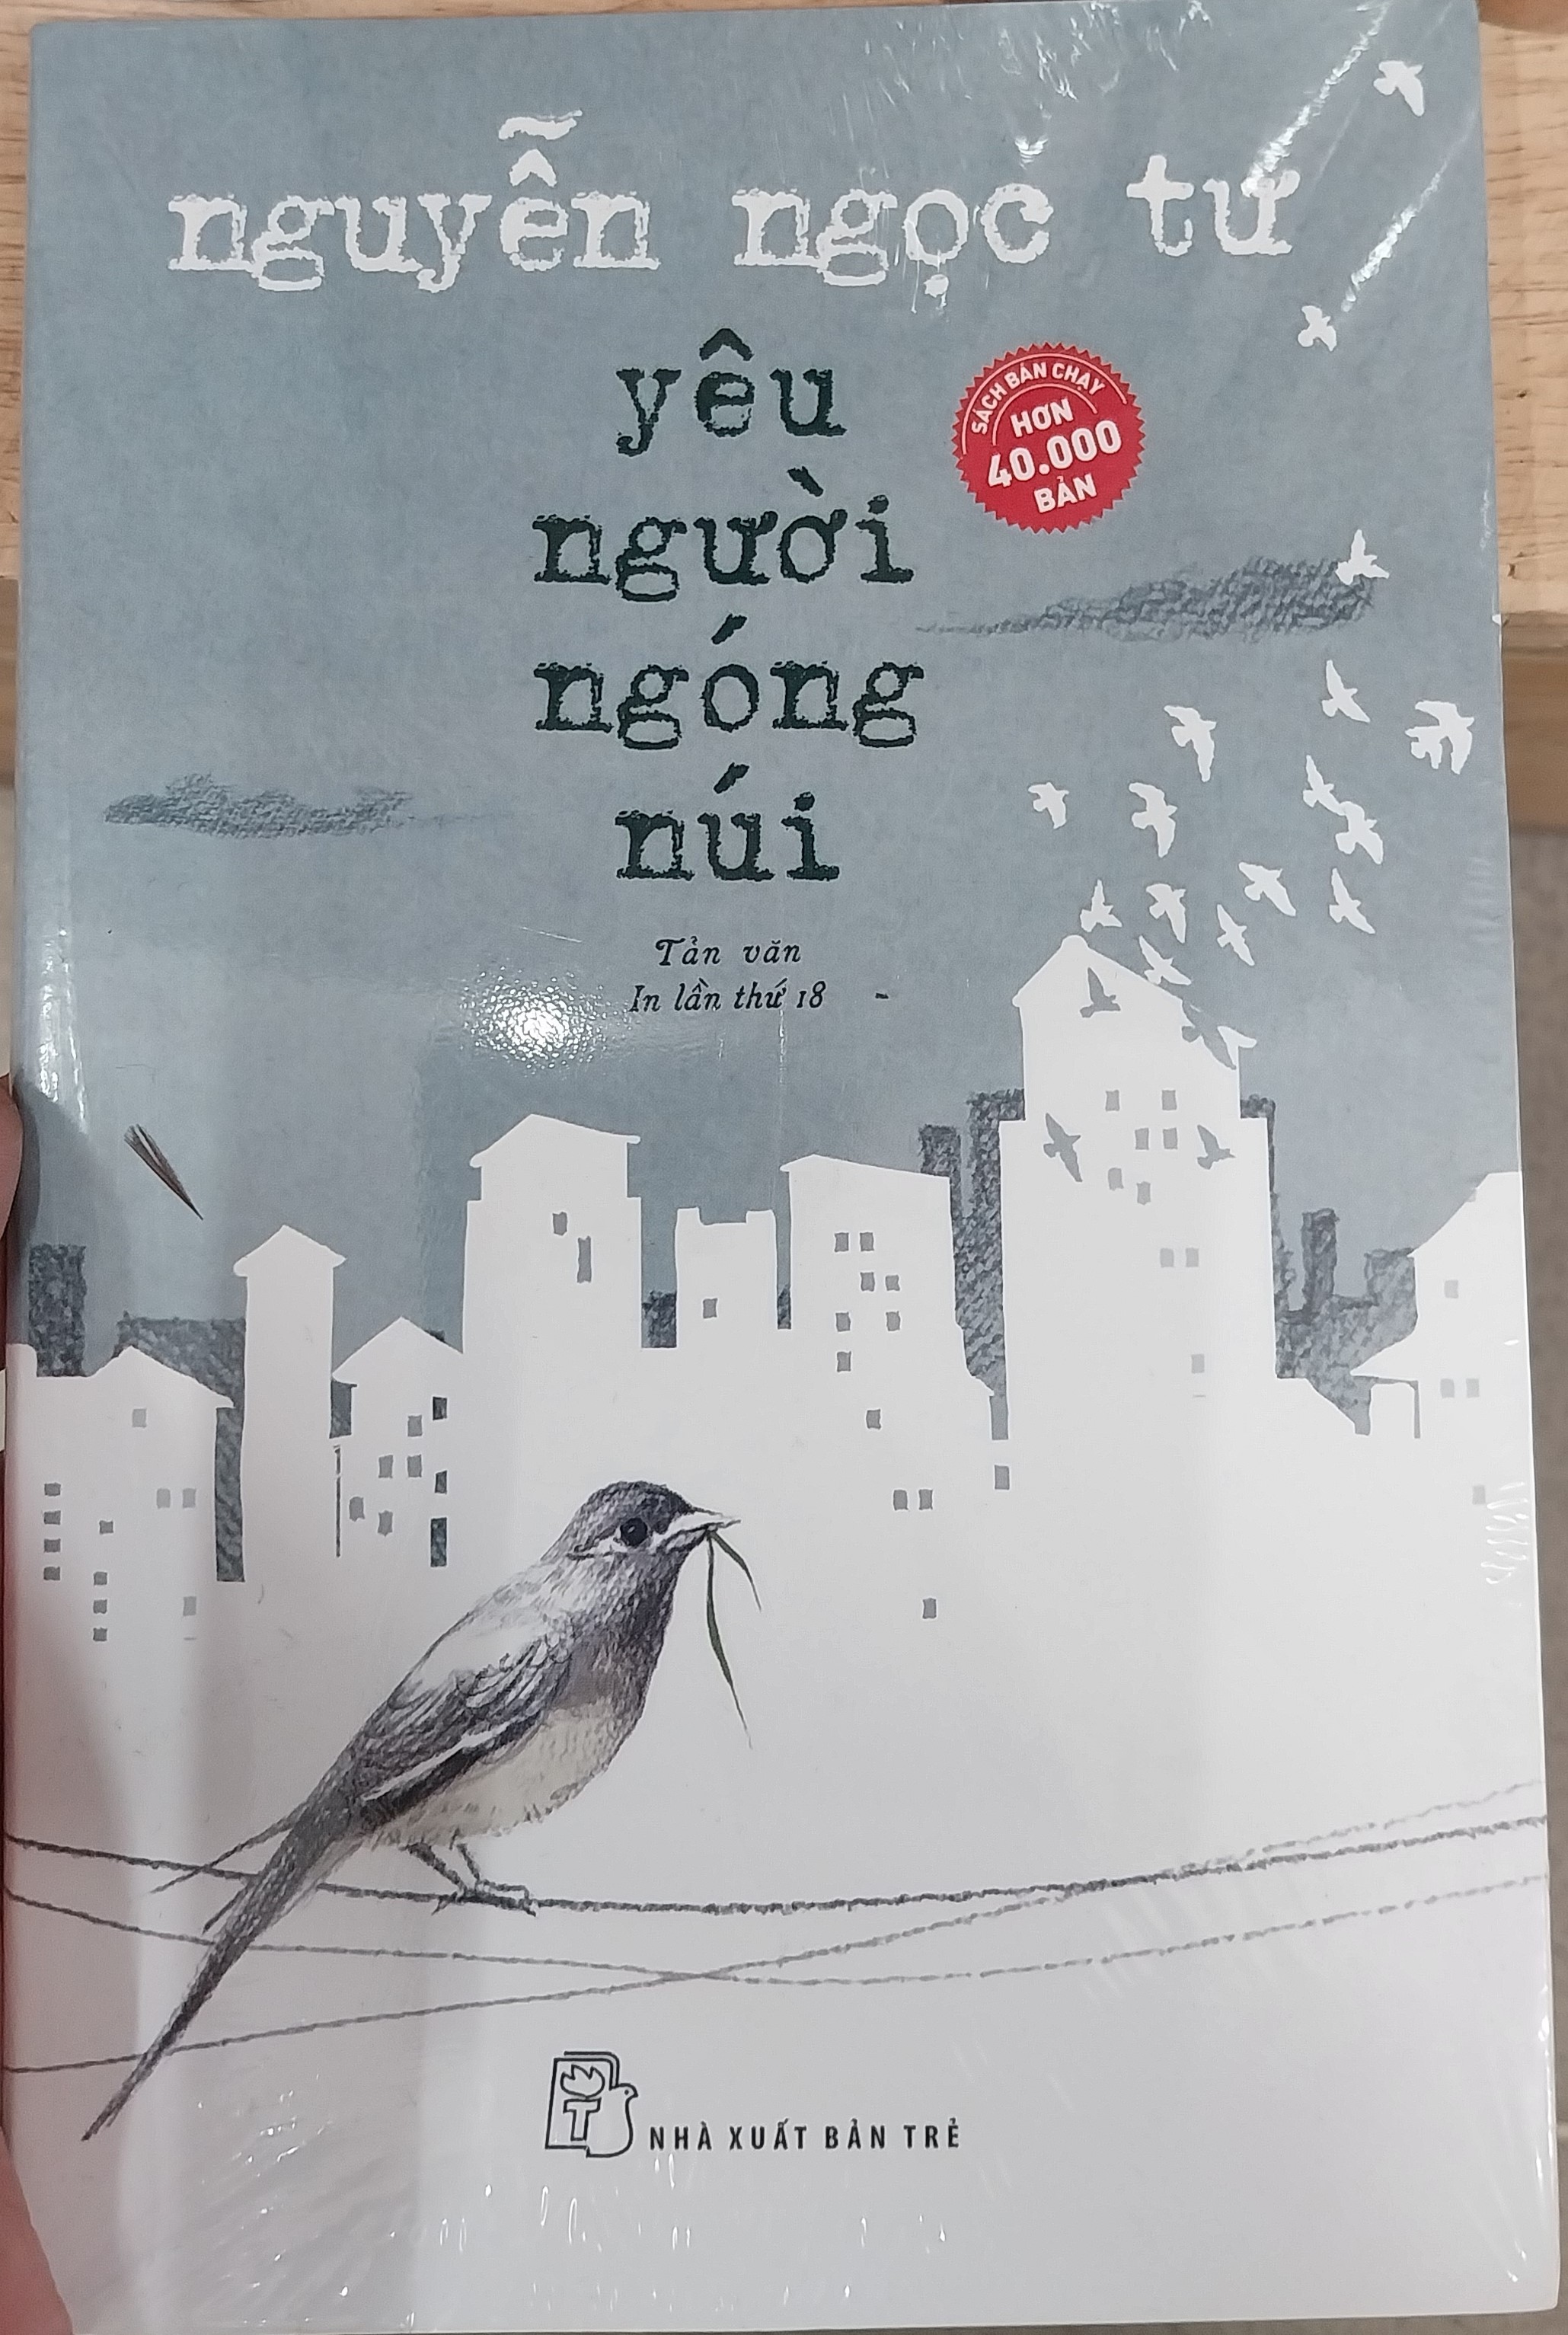 nguyễn ngọc tư
yêu
người
ngóng
núi
SÁCH BÁN CHẠY
HƠN
40.000
BẢN
Tản văn
In lần thứ 18
T
NHÀ XUẤT BẢN TRẺ